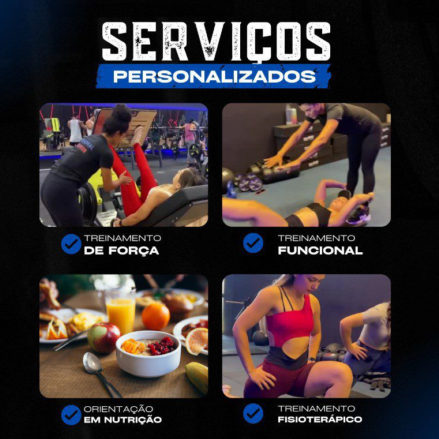 SERVIÇOS
PERSONALIZADOS
TREINAMENTO
DE FORÇA
TREINAMENTO
FUNCIONAL
ORIENTAÇÃO
EM NUTRIÇÃO
TREINAMENTO
FISIOTERÁPICO